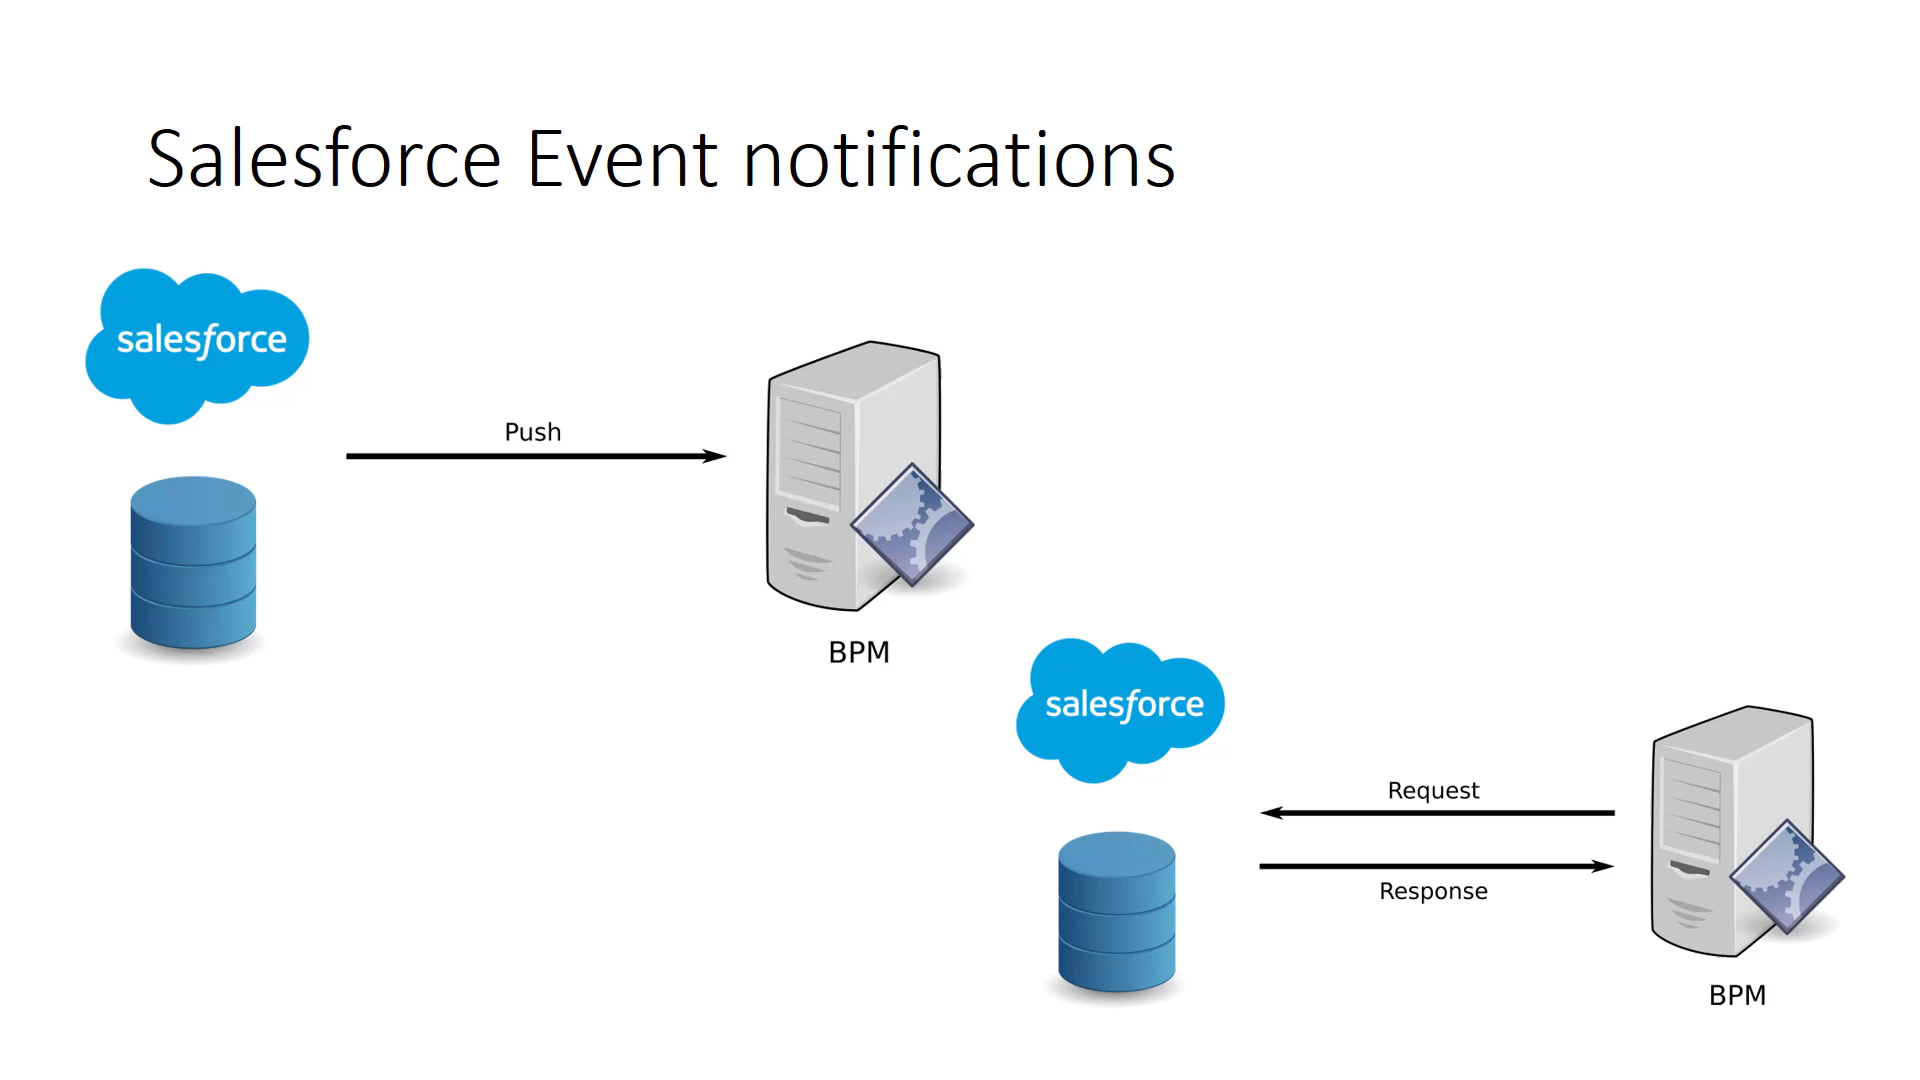 Salesforce Event notifications
salesforce
Push
BPM
salesforce
Request
Response
BPM